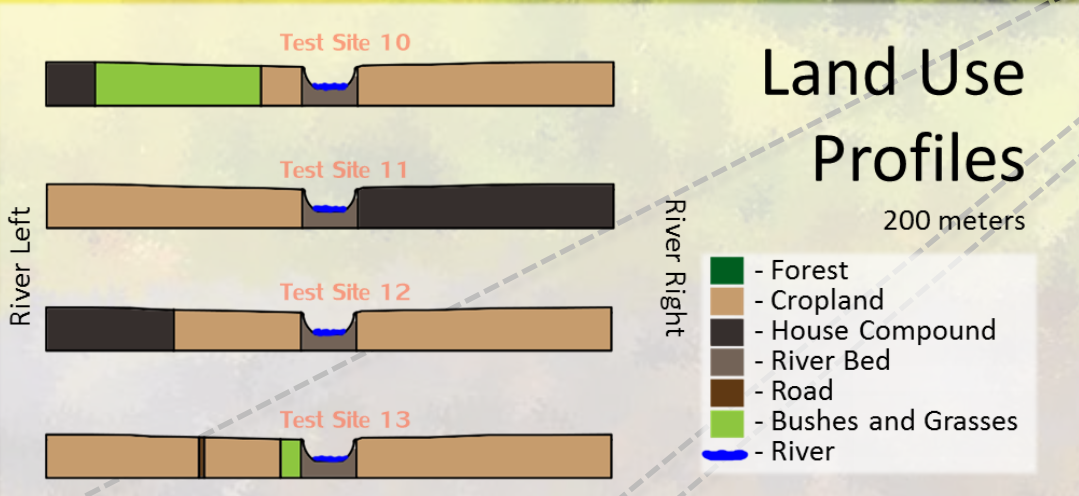 Land Use
Profiles
200 meters
River Left
Test Site 10
Test Site 11
Test Site 12
Test Site 13
River Right
- Forest
- Cropland
- House Compound
- River Bed
- Road
- Bushes and Grasses
- River